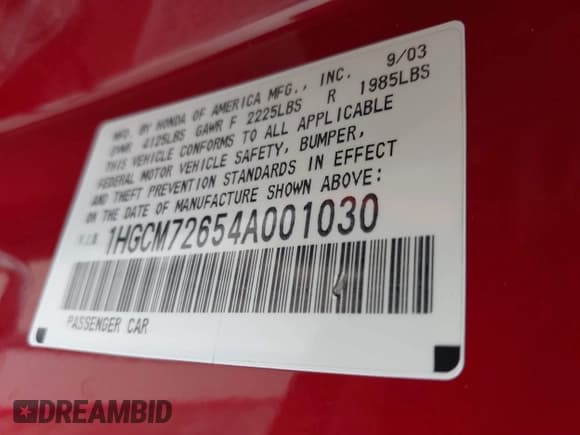 MFG. BY HONDA OF AMERICA MFG., INC. 9/03
GVWR 4125LBS GAWR F 2225LBS R 1985LBS
THIS VEHICLE CONFORMS TO ALL APPLICABLE
FEDERAL MOTOR VEHICLE SAFETY, BUMPER,
AND THEFT PREVENTION STANDARDS IN EFFECT
ON THE DATE OF MANUFACTURE SHOWN ABOVE:
V.I.N. 1HGCM72654A001030
PASSENGER CAR
DREAMBID